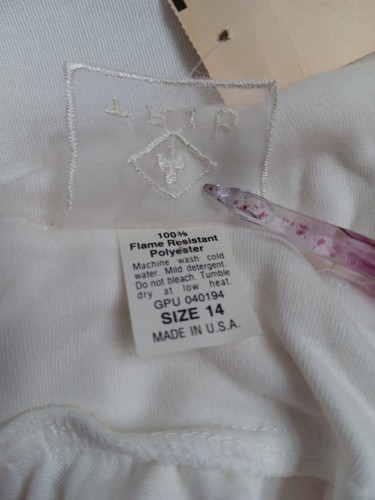 100%
Flame Resistant
Polyester
Machine wash cold
water. Mild detergent.
Do not bleach. Tumble
dry at low heat.
GPU 040194
SIZE 14
MADE IN U.S.A.